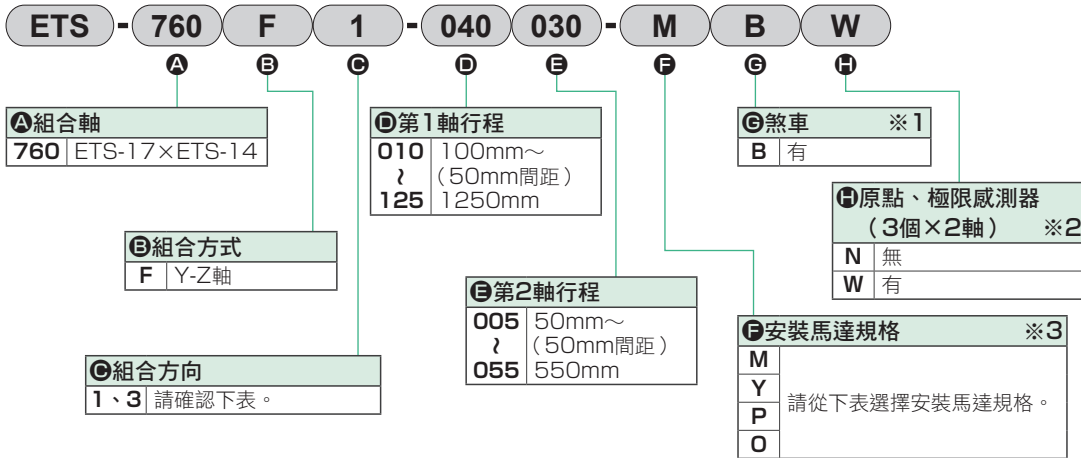 ETS - 760 F 1 - 040 030 - M B W
A B C D E F G H
A組合軸
760 ETS-17×ETS-14
B組合方式
F Y-Z軸
C組合方向
1、3 請確認下表。
D第1軸行程
010 100mm～
≀ （50mm間距）
125 1250mm
E第2軸行程
005 50mm～
≀ （50mm間距）
055 550mm
F安裝馬達規格 ※3
M
Y
P
O
請從下表選擇安裝馬達規格。
G煞車 ※1
B 有
H原點、極限感測器
（3個×2軸） ※2
N 無
W 有